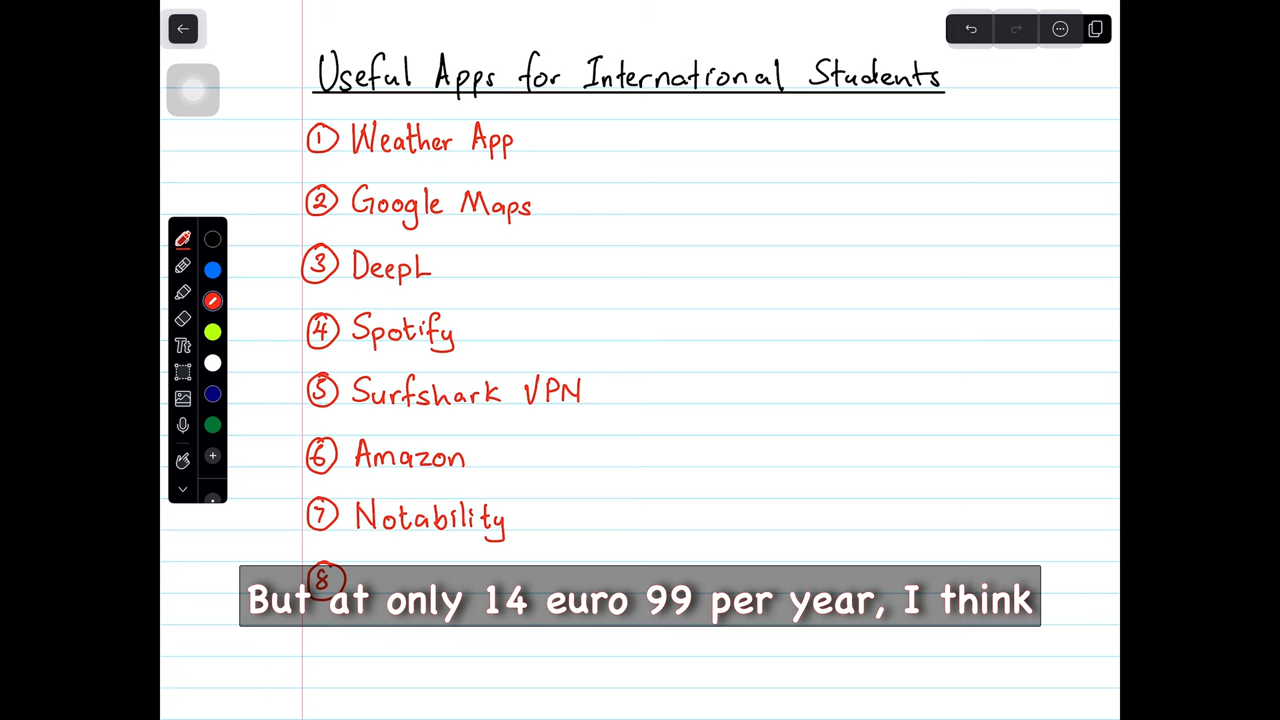 Useful Apps for International Students
1 Weather App
2 Google Maps
3 DeepL
4 Spotify
5 Surfshark VPN
6 Amazon
7 Notability
8
But at only 14 euro 99 per year, I think
Tt